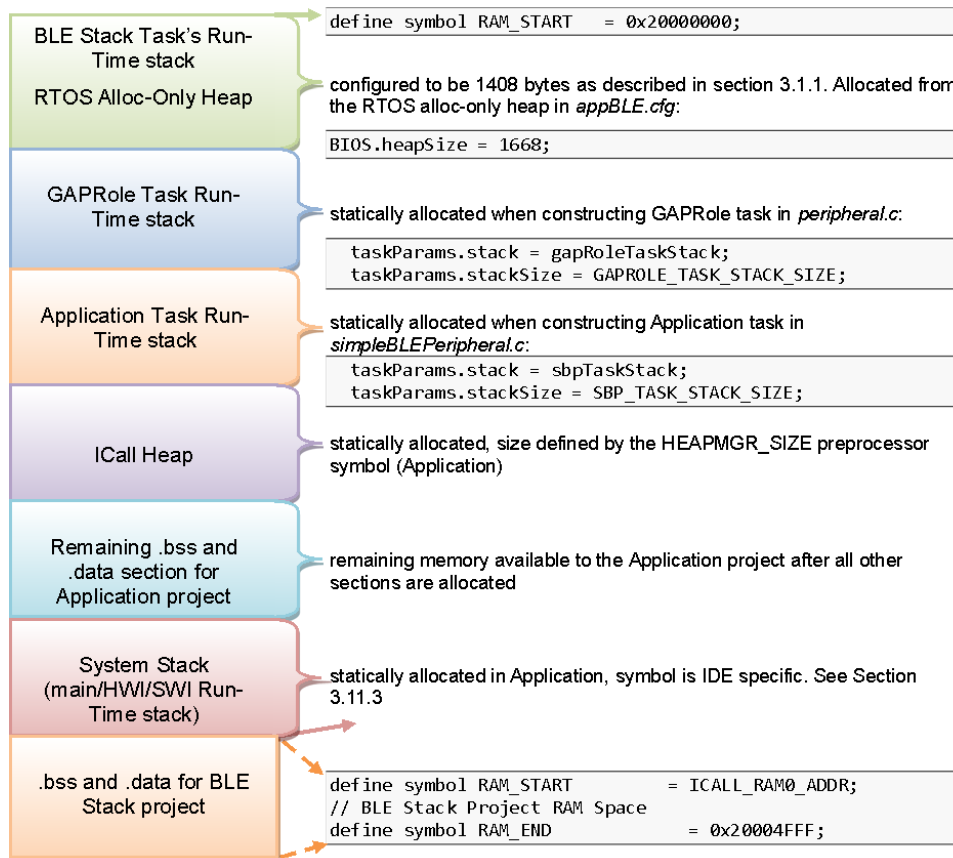 define symbol RAM_START   = 0x20000000;
BLE Stack Task's Run-
Time stack
RTOS Alloc-Only Heap
configured to be 1408 bytes as described in section 3.1.1. Allocated from
the RTOS alloc-only heap in appBLE.cfg:
BIOS.heapSize = 1668;
GAPRole Task Run-
Time stack
statically allocated when constructing GAPRole task in peripheral.c:
taskParams.stack = gapRoleTaskStack;
taskParams.stackSize = GAPROLE_TASK_STACK_SIZE;
Application Task Run-
Time stack
statically allocated when constructing Application task in
simpleBLEPeripheral.c:
taskParams.stack = sbpTaskStack;
taskParams.stackSize = SBP_TASK_STACK_SIZE;
ICall Heap
statically allocated, size defined by the HEAPMGR_SIZE preprocessor
symbol (Application)
Remaining .bss and
.data section for
Application project
remaining memory available to the Application project after all other
sections are allocated
System Stack
(main/HWI/SWI Run-
Time stack)
statically allocated in Application, symbol is IDE specific. See Section
3.11.3
.bss and .data for BLE
Stack project
define symbol RAM_START         = ICALL_RAM0_ADDR;
// BLE Stack Project RAM Space
define symbol RAM_END             = 0x20004FFF;